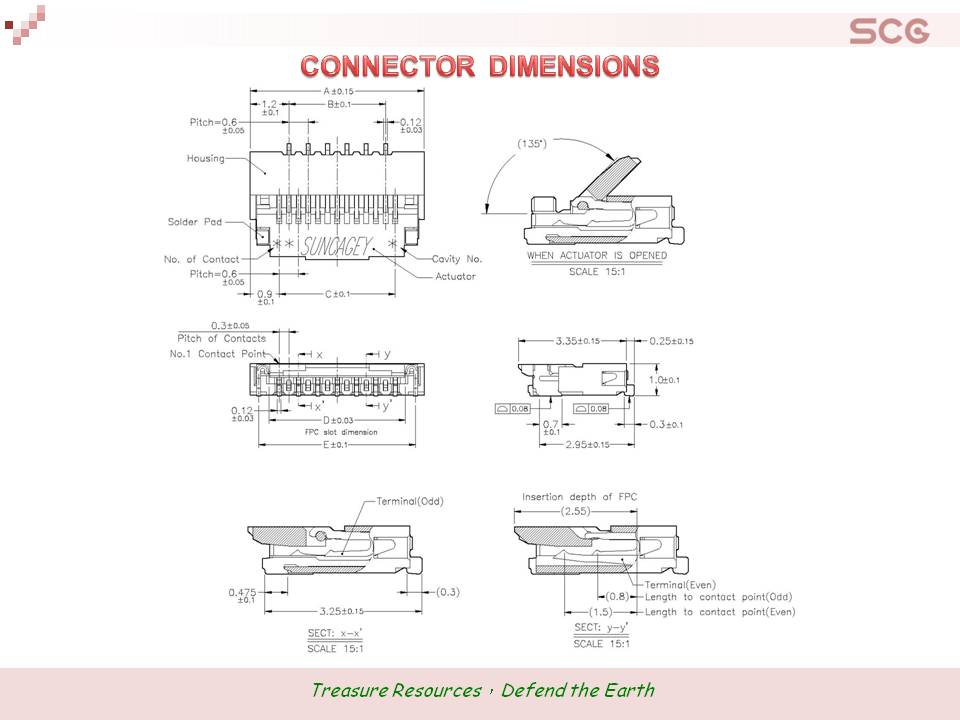 SCG
CONNECTOR DIMENSIONS
A±0.15
1.2 ±0.1
B±0.1
Pitch=0.6 ±0.05
0.12 ±0.03
Housing
Solder Pad
No. of Contact
** SUNCAGEY *
Cavity No.
Pitch=0.6 ±0.05
Actuator
0.9 ±0.1
C±0.1
(135°)
WHEN ACTUATOR IS OPENED
SCALE 15:1
0.3±0.05
Pitch of Contacts
No.1 Contact Point
x
y
x'
y'
0.12 ±0.03
D±0.03
FPC slot dimension
E±0.1
3.35±0.15
0.25±0.15
1.0±0.1
0.08
0.08
0.7 ±0.1
0.3±0.1
2.95±0.15
Terminal(Odd)
0.475 ±0.1
(0.3)
3.25±0.15
SECT: x-x'
SCALE 15:1
Insertion depth of FPC
(2.55)
Terminal(Even)
(0.8)
Length to contact point(Odd)
(1.5)
Length to contact point(Even)
SECT: y-y'
SCALE 15:1
Treasure Resources，Defend the Earth